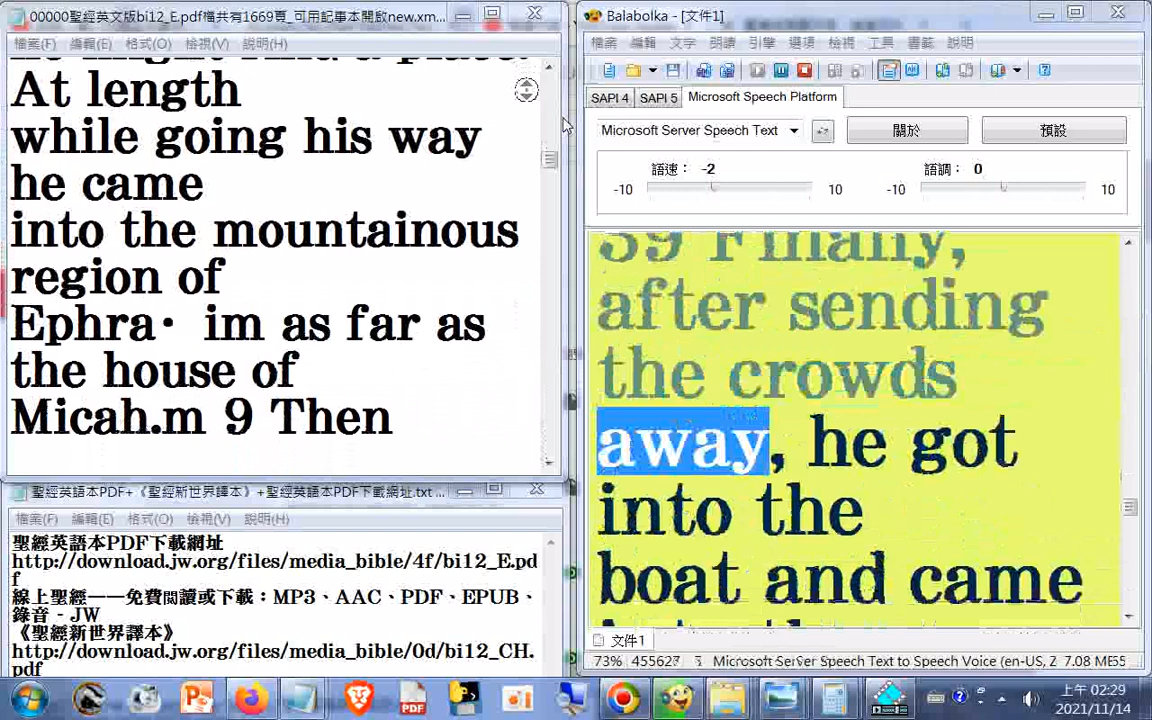 00000聖經英文版bi12_E.pdf檔共有1669頁_可用記事本開啟new.xm...
檔案(F) 編輯(E) 格式(O) 檢視(V) 說明(H)
At length
while going his way
he came
into the mountainous
region of
Ephra· im as far as
the house of
Micah.m 9 Then
聖經英語本PDF+《聖經新世界譯本》+聖經英語本PDF下載網址.txt ...
檔案(F) 編輯(E) 格式(O) 檢視(V) 說明(H)
聖經英語本PDF下載網址
http://download.jw.org/files/media_bible/4f/bi12_E.pd
f
線上聖經——免費閱讀或下載：MP3、AAC、PDF、EPUB、
錄音 - JW
《聖經新世界譯本》
http://download.jw.org/files/media_bible/0d/bi12_CH.
pdf
Balabolka - [文件1]
檔案 編輯 文字 朗讀 引擎 選項 檢視 工具 書籤 說明
SAPI 4 SAPI 5 Microsoft Speech Platform
Microsoft Server Speech Text 關於 預設
語速： -2 語調： 0
-10 10 -10 10
39 Finally,
after sending
the crowds
away, he got
into the
boat and came
文件1
73% 455627 Microsoft Server Speech Text to Speech Voice (en-US, Z 7.08 ME55
上午 02:29
2021/11/14